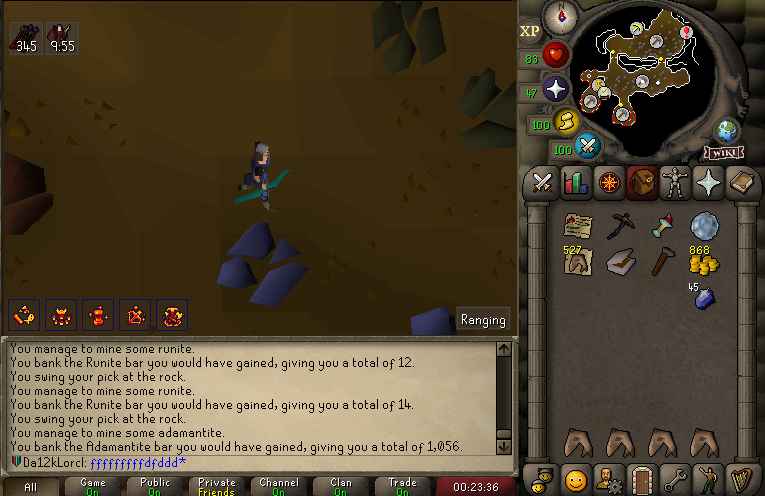 345
9:55
XP
83
47
100
100
WIKI
527
868
45
Ranging
You manage to mine some runite.
You bank the Runite bar you would have gained, giving you a total of 12.
You swing your pick at the rock.
You manage to mine some runite.
You bank the Runite bar you would have gained, giving you a total of 14.
You swing your pick at the rock.
You manage to mine some adamantite.
You bank the Adamantite bar you would have gained, giving you a total of 1,056.
Da12kLorcl: fffffffffdfddd*
All
Game
On
Public
On
Private
Friends
Channel
On
Clan
On
Trade
On
00:23:36